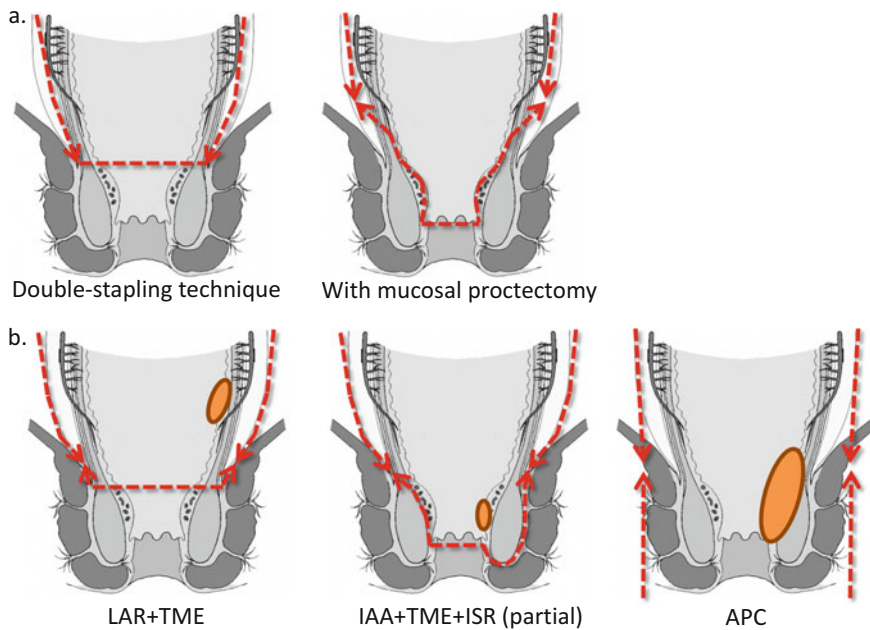 a.
Double-stapling technique
With mucosal proctectomy
b.
LAR+TME
IAA+TME+ISR (partial)
APC